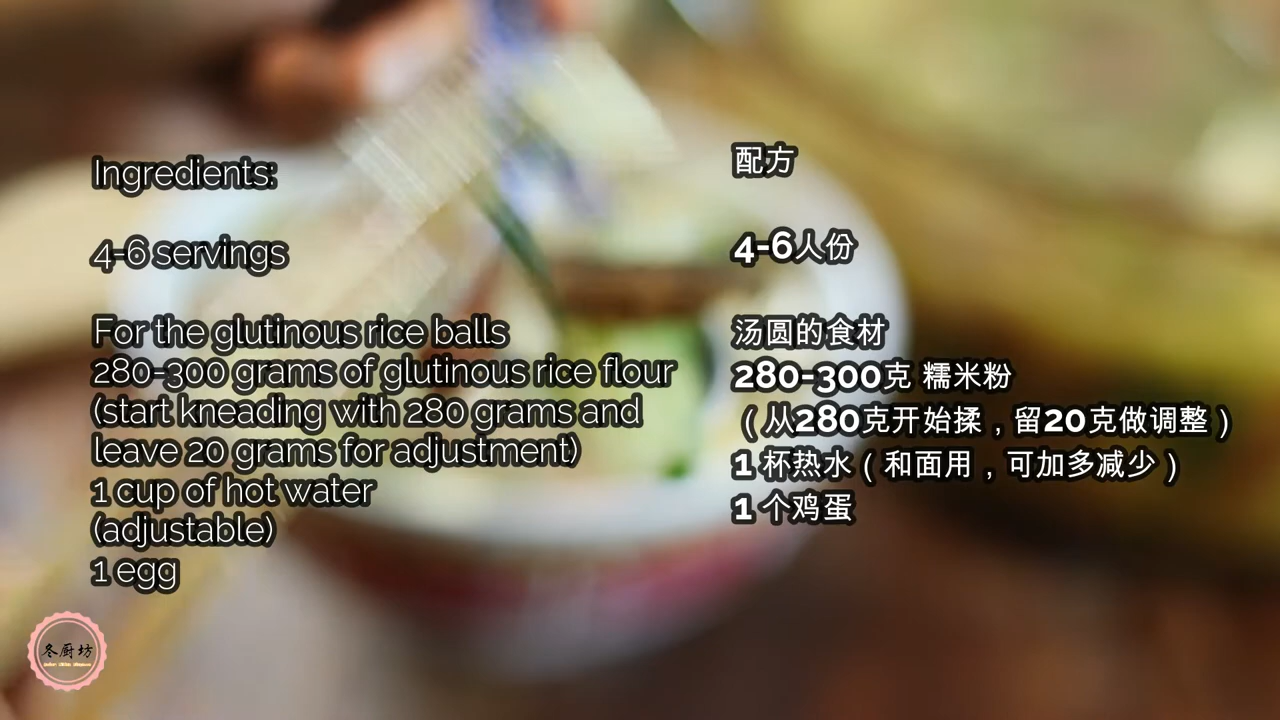 Ingredients:
4-6 servings
For the glutinous rice balls
280-300 grams of glutinous rice flour
(start kneading with 280 grams and
leave 20 grams for adjustment)
1 cup of hot water
(adjustable)
1 egg
配方
4-6人份
汤圆的食材
280-300克 糯米粉
（从280克开始揉，留20克做调整）
1 杯热水（和面用，可加多减少）
1 个鸡蛋
冬厨坊